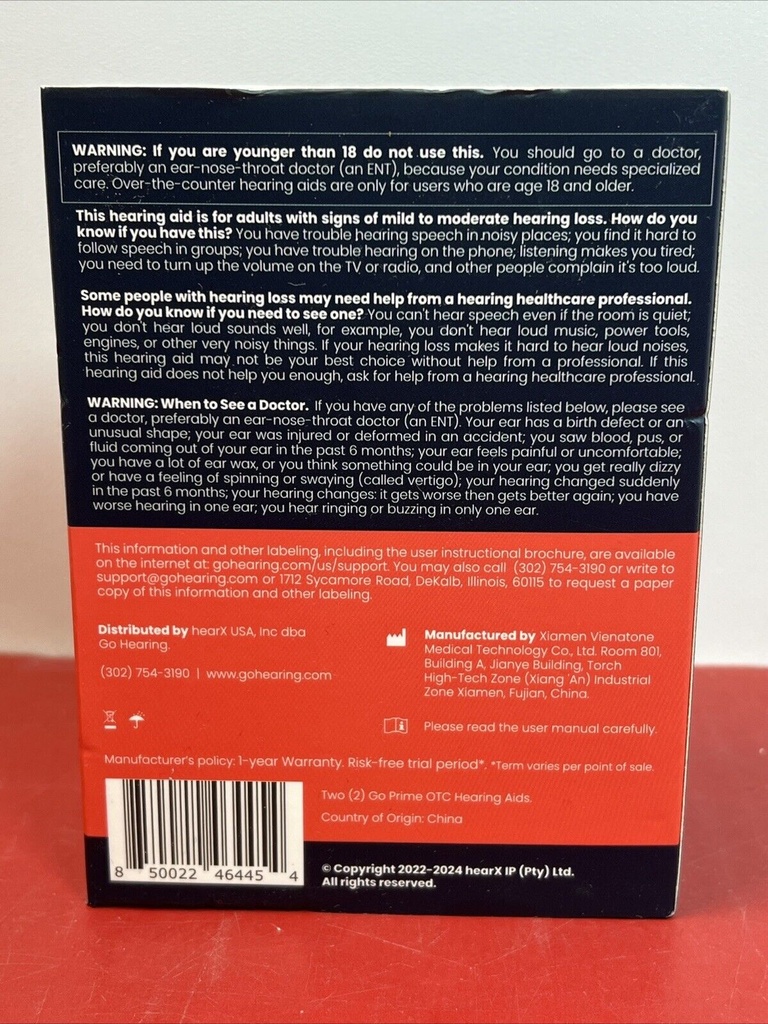 WARNING: If you are younger than 18 do not use this. You should go to a doctor,
preferably an ear-nose-throat doctor (an ENT), because your condition needs specialized
care. Over-the-counter hearing aids are only for users who are age 18 and older.
This hearing aid is for adults with signs of mild to moderate hearing loss. How do you
know if you have this? You have trouble hearing speech in noisy places; you find it hard to
follow speech in groups; you have trouble hearing on the phone; listening makes you tired;
you need to turn up the volume on the TV or radio, and other people complain it's too loud.
Some people with hearing loss may need help from a hearing healthcare professional.
How do you know if you need to see one? You can't hear speech even if the room is quiet;
you don't hear loud sounds well, for example, you don't hear loud music, power tools,
engines, or other very noisy things. If your hearing loss makes it hard to hear loud noises,
this hearing aid may not be your best choice without help from a professional. If this
hearing aid does not help you enough, ask for help from a hearing healthcare professional.
WARNING: When to See a Doctor. If you have any of the problems listed below, please see
a doctor, preferably an ear-nose-throat doctor (an ENT). Your ear has a birth defect or an
unusual shape; your ear was injured or deformed in an accident; you saw blood, pus, or
fluid coming out of your ear in the past 6 months; your ear feels painful or uncomfortable;
you have a lot of ear wax, or you think something could be in your ear; you get really dizzy
or have a feeling of spinning or swaying (called vertigo); your hearing changed suddenly
in the past 6 months; your hearing changes: it gets worse then gets better again; you have
worse hearing in one ear; you hear ringing or buzzing in only one ear.
This information and other labeling, including the user instructional brochure, are available
on the internet at: gohearing.com/us/support. You may also call (302) 754-3190 or write to
support@gohearing.com or 1712 Sycamore Road, DeKalb, Illinois, 60115 to request a paper
copy of this information and other labeling.
Distributed by hearX USA, Inc dba
Go Hearing.
(302) 754-3190 | www.gohearing.com
Manufactured by Xiamen Vienatone
Medical Technology Co., Ltd. Room 801,
Building A, Jianye Building, Torch
High-Tech Zone (Xiang 'An) Industrial
Zone Xiamen, Fujian, China.
Please read the user manual carefully.
Manufacturer's policy: 1-year Warranty. Risk-free trial period*. *Term varies per point of sale.
Two (2) Go Prime OTC Hearing Aids.
Country of Origin: China
8 50022 46445 4
© Copyright 2022-2024 hearX IP (Pty) Ltd.
All rights reserved.